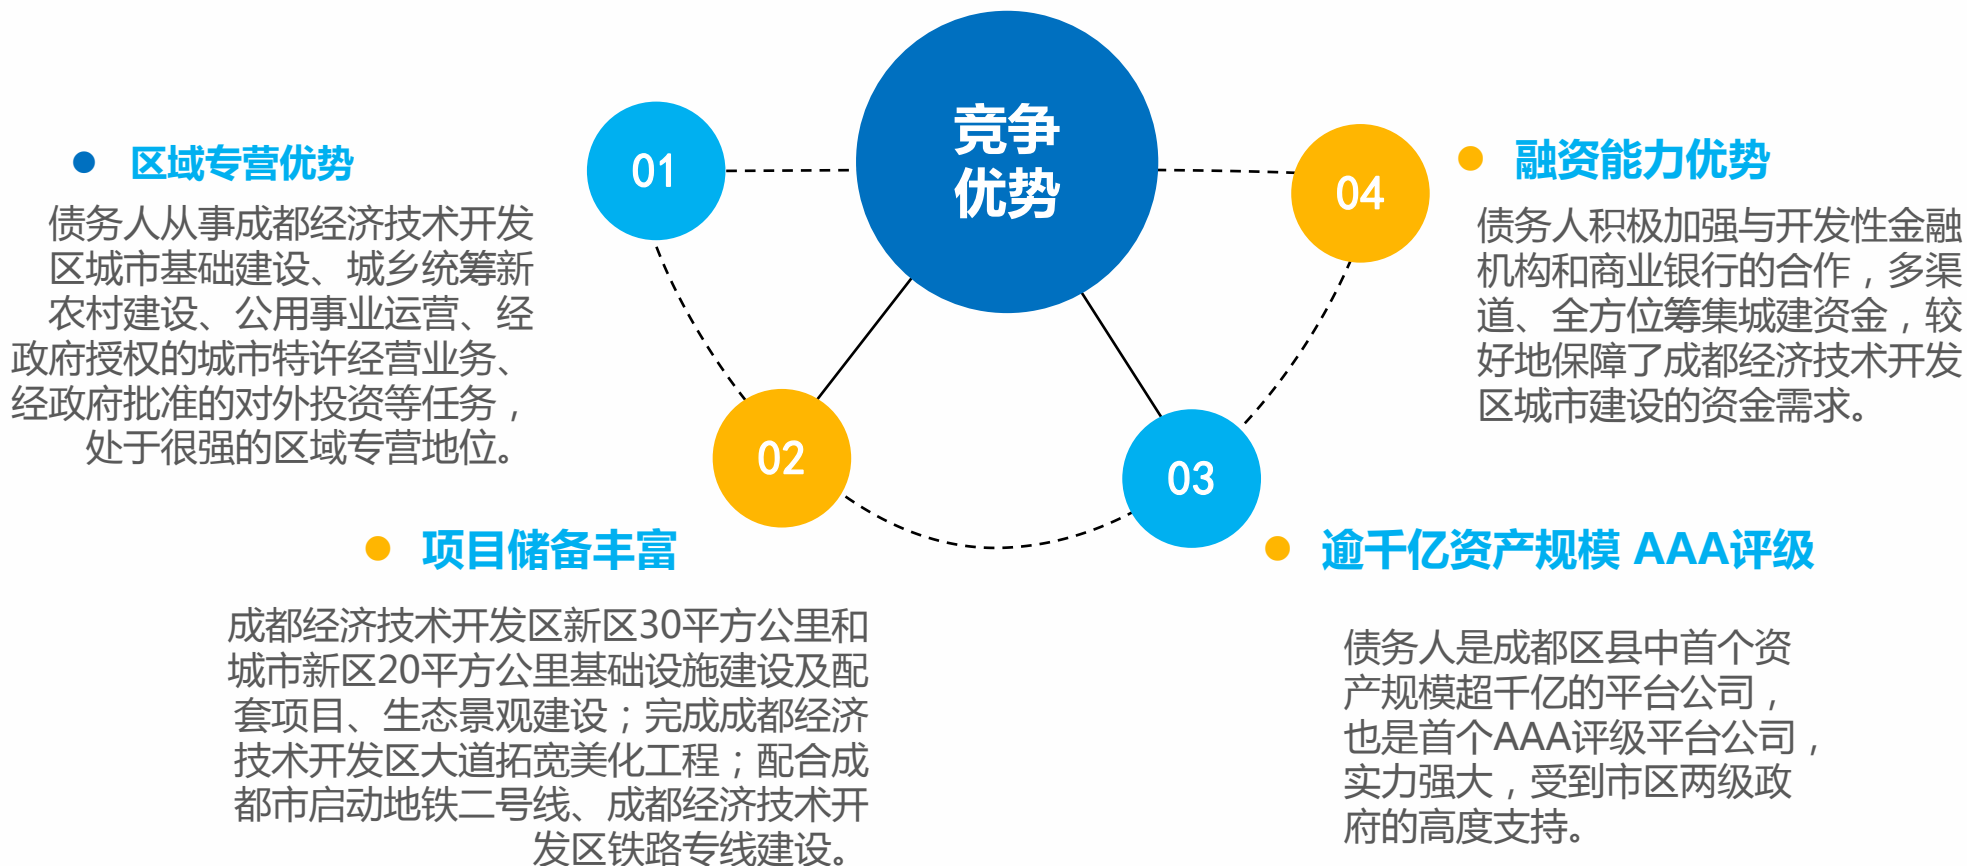 竞争
优势
01
区域专营优势
债务人从事成都经济技术开发
区城市基础建设、城乡统筹新
农村建设、公用事业运营、经
政府授权的城市特许经营业务、
经政府批准的对外投资等任务，
处于很强的区域专营地位。
02
项目储备丰富
成都经济技术开发区新区30平方公里和
城市新区20平方公里基础设施建设及配
套项目、生态景观建设；完成成都经济
技术开发区大道拓宽美化工程；配合成
都市启动地铁二号线、成都经济技术开
发区铁路专线建设。
03
逾千亿资产规模 AAA评级
债务人是成都区县中首个资
产规模超千亿的平台公司，
也是首个AAA评级平台公司，
实力强大，受到市区两级政
府的高度支持。
04
融资能力优势
债务人积极加强与开发性金融
机构和商业银行的合作，多渠
道、全方位筹集城建资金，较
好地保障了成都经济技术开发
区城市建设的资金需求。